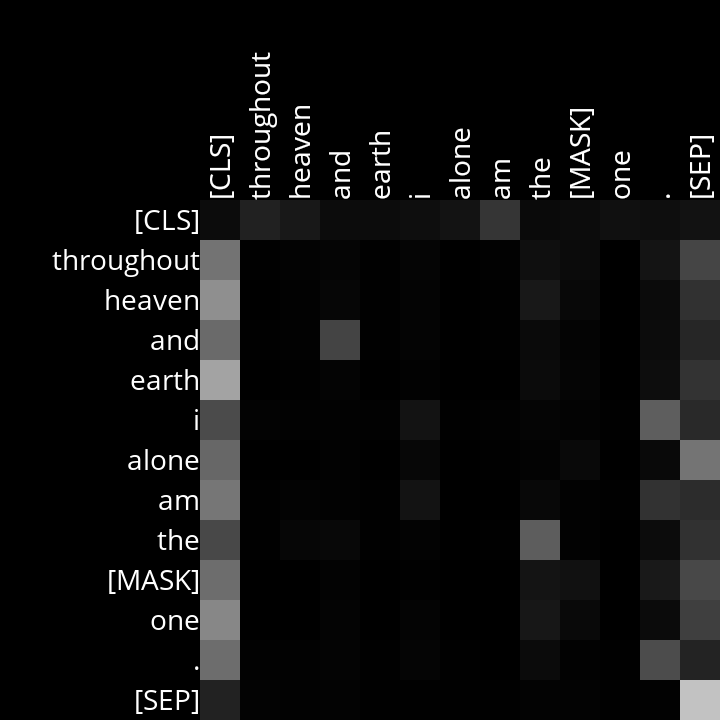 [CLS] throughout heaven and earth i alone am the [MASK] one . [SEP]
[CLS]
throughout
heaven
and
earth
i
alone
am
the
[MASK]
one
.
[SEP]